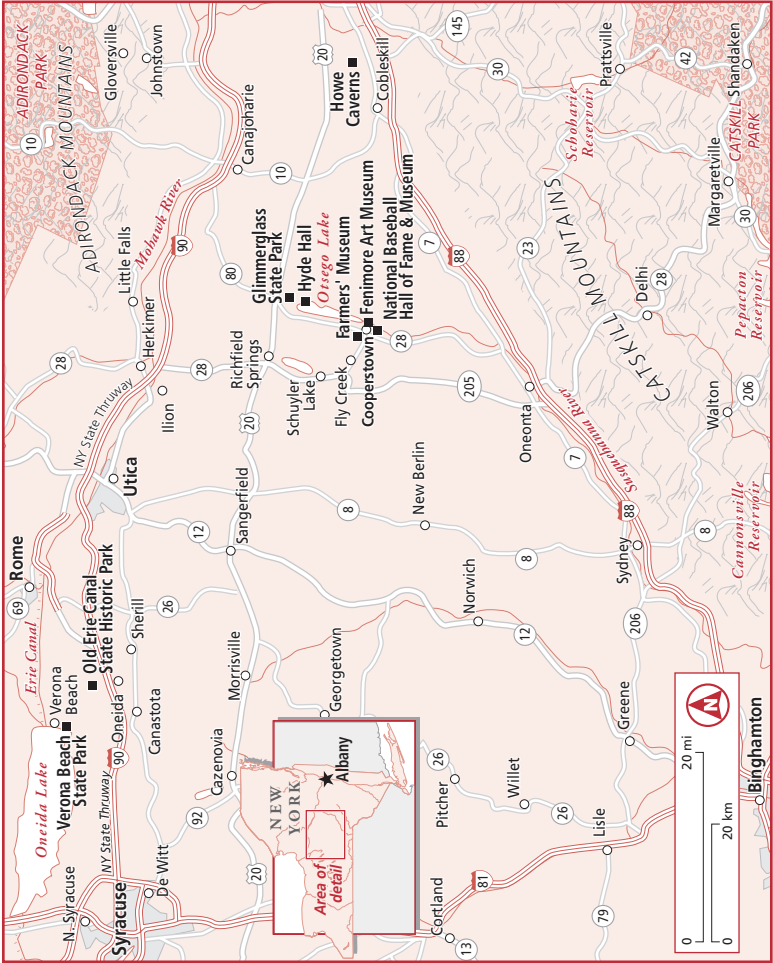 ADIRONDACK
PARK
10
ADIRONDACK MOUNTAINS
Gloversville
Johnstown
Mohawk River
Little Falls
Canajoharie
90
20
145
30
Howe
Caverns
Cobleskill
10
Prattsville
42
Schoharie
Reservoir
Shandaken
CATSKILL
PARK
Margaretville
30
CATSKILL MOUNTAINS
23
7
88
80
Glimmerglass
State Park
Hyde Hall
Otsego Lake
Farmers' Museum
Fenimore Art Museum
National Baseball
Hall of Fame & Museum
Cooperstown
28
Fly Creek
Schuyler
Lake
Richfield
Springs
28
Herkimer
28
NY State Thruway
Ilion
20
205
Oneonta
Delhi
28
Pepacton
Reservoir
206
Walton
Susquehanna River
7
88
Utica
Sangerfield
8
New Berlin
12
8
Sydney
8
Cannonsville
Reservoir
Rome
69
Erie Canal
Old Erie Canal
State Historic Park
26
Sherill
Verona
Beach
Oneida
Canastota
Morrisville
Norwich
12
206
Georgetown
Greene
Oneida Lake
Verona Beach
State Park
90
NY State Thruway
Cazenovia
92
20
De Witt
N. Syracuse
Syracuse
NEW
YORK
Albany
Area of
detail
26
Pitcher
Willet
26
Lisle
Cortland
81
13
79
Binghamton
N
0
20 mi
0
20 km